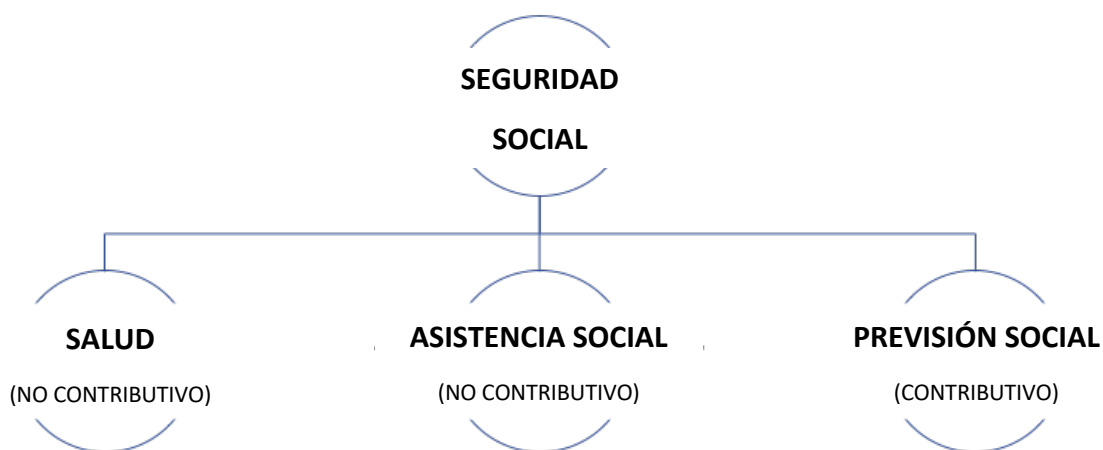 SEGURIDAD
SOCIAL
SALUD
(NO CONTRIBUTIVO)
ASISTENCIA SOCIAL
(NO CONTRIBUTIVO)
PREVISIÓN SOCIAL
(CONTRIBUTIVO)